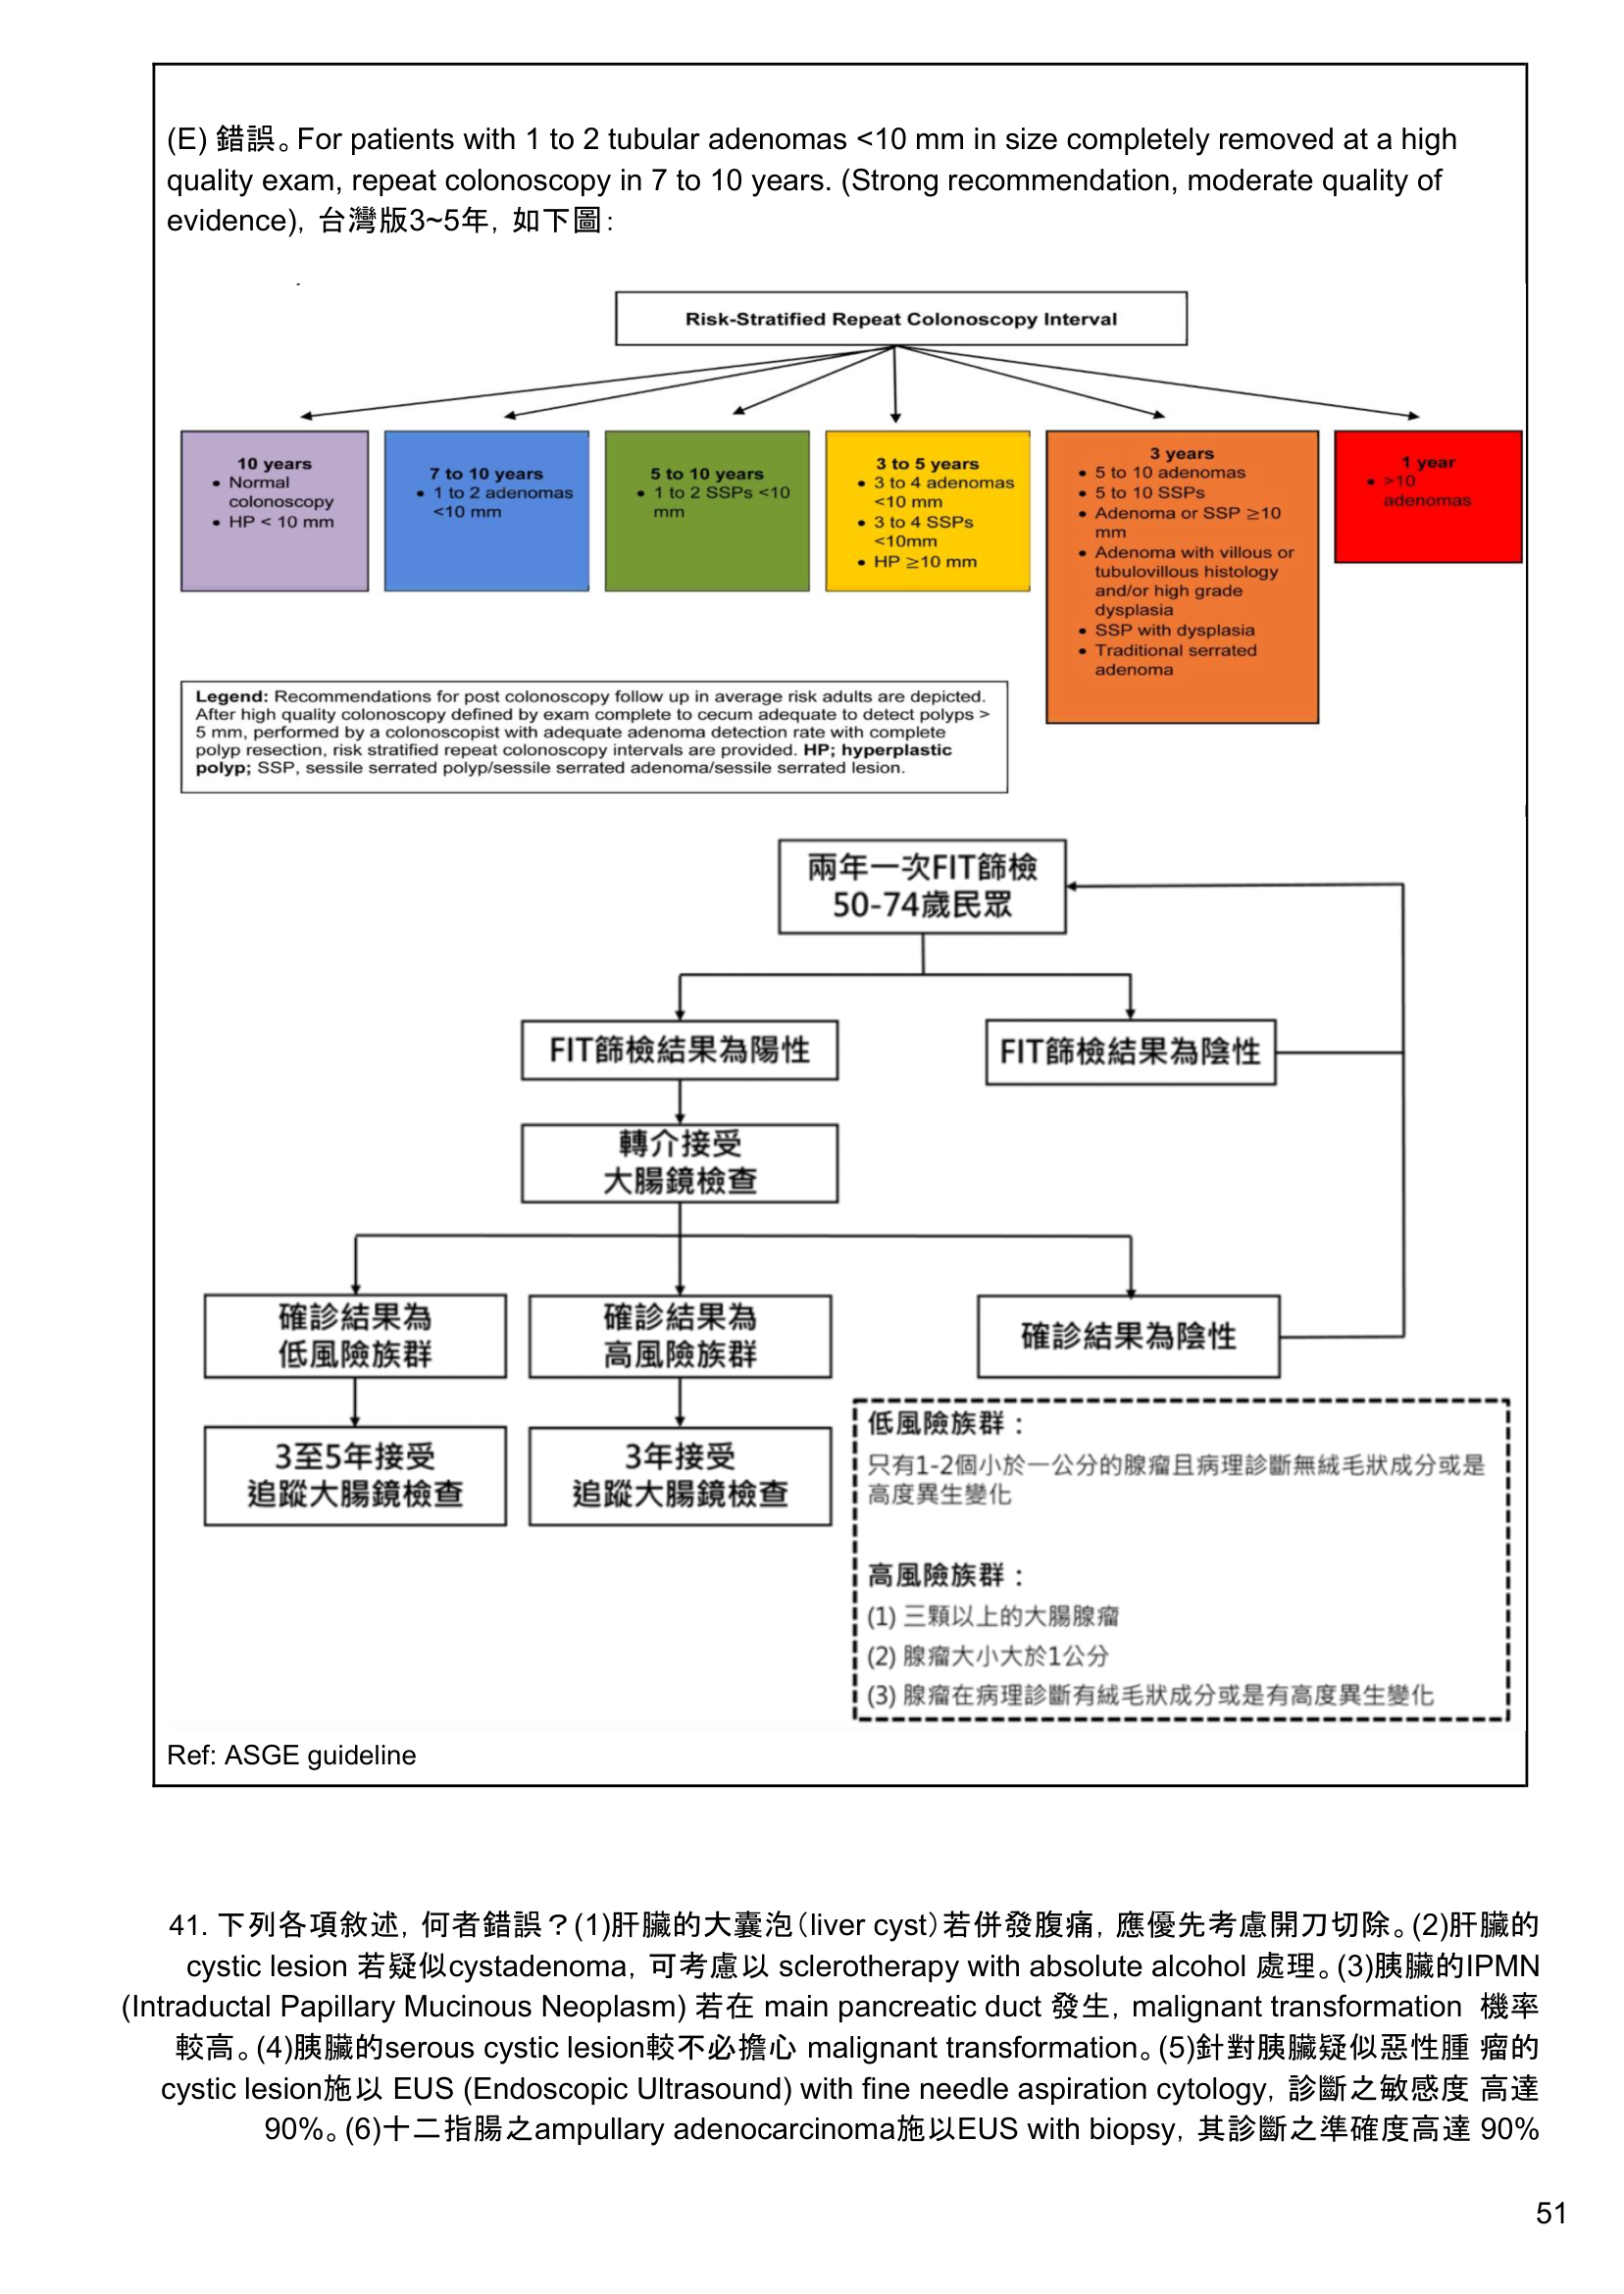 (E) 錯誤。For patients with 1 to 2 tubular adenomas <10 mm in size completely removed at a high
quality exam, repeat colonoscopy in 7 to 10 years. (Strong recommendation, moderate quality of
evidence)，台灣版3~5年，如下圖：
Risk-Stratified Repeat Colonoscopy Interval
10 years
• Normal
colonoscopy
• HP < 10 mm
7 to 10 years
• 1 to 2 adenomas
<10 mm
5 to 10 years
• 1 to 2 SSPs <10
mm
3 to 5 years
• 3 to 4 adenomas
<10 mm
• 3 to 4 SSPs
<10mm
• HP ≥10 mm
3 years
• 5 to 10 adenomas
• 5 to 10 SSPs
• Adenoma or SSP ≥10
mm
• Adenoma with villous or
tubulovillous histology
and/or high grade
dysplasia
• SSP with dysplasia
• Traditional serrated
adenoma
1 year
• >10
adenomas
Legend: Recommendations for post colonoscopy follow up in average risk adults are depicted.
After high quality colonoscopy defined by exam complete to cecum adequate to detect polyps >
5 mm, performed by a colonoscopist with adequate adenoma detection rate with complete
polyp resection, risk stratified repeat colonoscopy intervals are provided. HP; hyperplastic
polyp; SSP, sessile serrated polyp/sessile serrated adenoma/sessile serrated lesion.
兩年一次FIT篩檢
50-74歲民眾
FIT篩檢結果為陽性
FIT篩檢結果為陰性
轉介接受
大腸鏡檢查
確診結果為
低風險族群
確診結果為
高風險族群
確診結果為陰性
3至5年接受
追蹤大腸鏡檢查
3年接受
追蹤大腸鏡檢查
低風險族群：
只有1-2個小於一公分的腺瘤且病理診斷無絨毛狀成分或是
高度異生變化
高風險族群：
(1) 三顆以上的大腸腺瘤
(2) 腺瘤大小大於1公分
(3) 腺瘤在病理診斷有絨毛狀成分或是有高度異生變化
Ref: ASGE guideline
41. 下列各項敘述，何者錯誤？(1)肝臟的大囊泡（liver cyst）若併發腹痛，應優先考慮開刀切除。(2)肝臟的
cystic lesion 若疑似cystadenoma，可考慮以 sclerotherapy with absolute alcohol 處理。(3)胰臟的IPMN
(Intraductal Papillary Mucinous Neoplasm) 若在 main pancreatic duct 發生，malignant transformation 機率
較高。(4)胰臟的serous cystic lesion較不必擔心 malignant transformation。(5)針對胰臟疑似惡性腫 瘤的
cystic lesion施以 EUS (Endoscopic Ultrasound) with fine needle aspiration cytology，診斷之敏感度 高達
90%。(6)十二指腸之ampullary adenocarcinoma施以EUS with biopsy，其診斷之準確度高達 90%
51